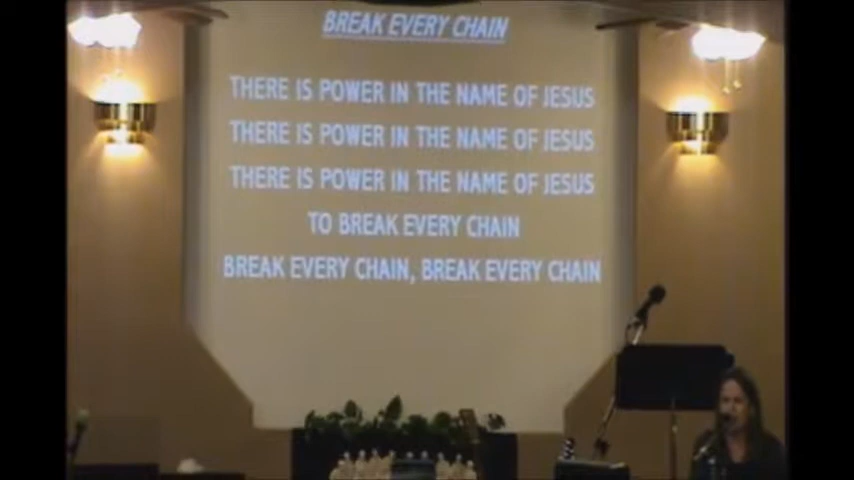 BREAK EVERY CHAIN
THERE IS POWER IN THE NAME OF JESUS
THERE IS POWER IN THE NAME OF JESUS
THERE IS POWER IN THE NAME OF JESUS
TO BREAK EVERY CHAIN
BREAK EVERY CHAIN, BREAK EVERY CHAIN